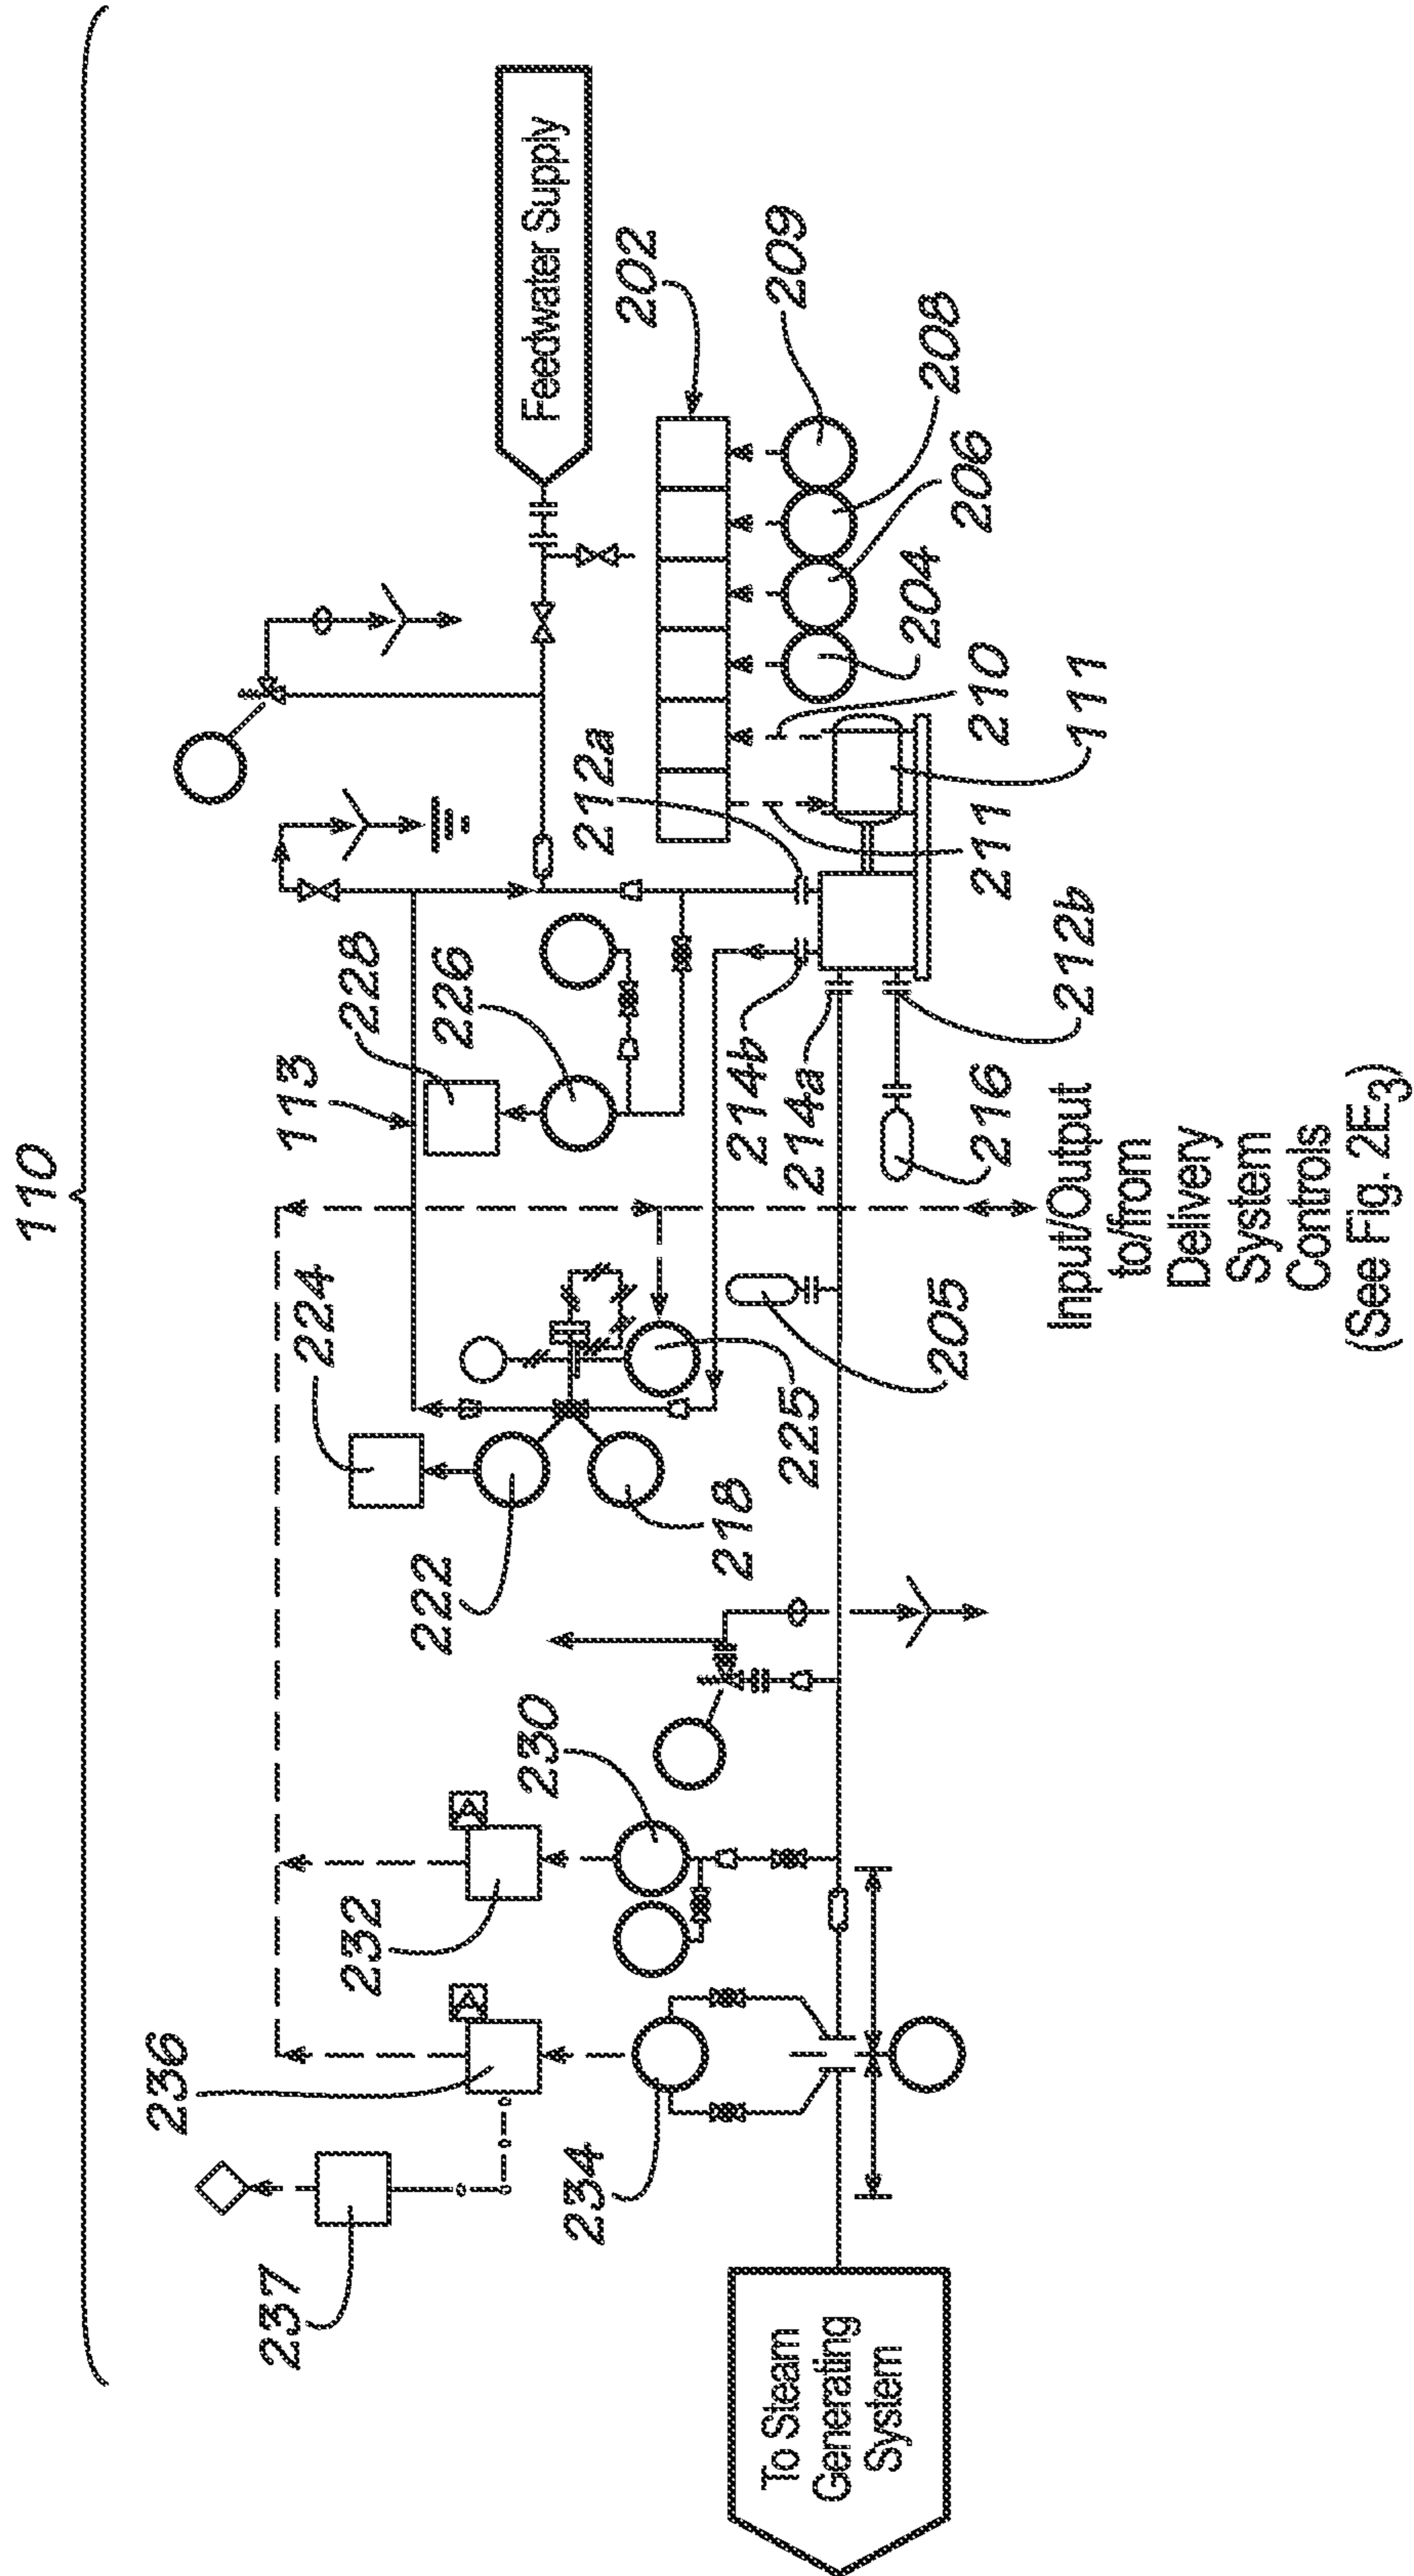 110
Feedwater Supply
202
209
208
206
204
210
111
211
212a
212b
228
226
113
214b
214a
216
Input/Output
to/from
Delivery
System
Controls
(See Fig. 2E3)
224
205
225
218
222
230
232
236
234
237
To Steam
Generating
System